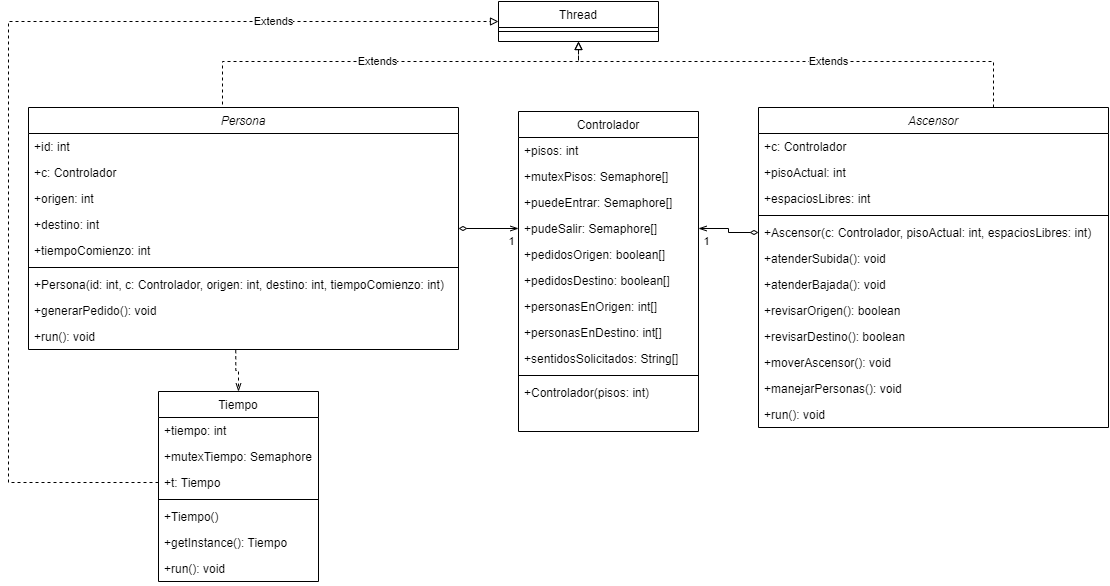 Thread
Extends
Extends
Extends
Persona
+id: int
+c: Controlador
+origen: int
+destino: int
+tiempoComienzo: int
+Persona(id: int, c: Controlador, origen: int, destino: int, tiempoComienzo: int)
+generarPedido(): void
+run(): void
1
Controlador
+pisos: int
+mutexPisos: Semaphore[]
+puedeEntrar: Semaphore[]
+pudeSalir: Semaphore[]
+pedidosOrigen: boolean[]
+pedidosDestino: boolean[]
+personasEnOrigen: int[]
+personasEnDestino: int[]
+sentidosSolicitados: String[]
+Controlador(pisos: int)
1
Ascensor
+c: Controlador
+pisoActual: int
+espaciosLibres: int
+Ascensor(c: Controlador, pisoActual: int, espaciosLibres: int)
+atenderSubida(): void
+atenderBajada(): void
+revisarOrigen(): boolean
+revisarDestino(): boolean
+moverAscensor(): void
+manejarPersonas(): void
+run(): void
Tiempo
+tiempo: int
+mutexTiempo: Semaphore
+t: Tiempo
+Tiempo()
+getInstance(): Tiempo
+run(): void